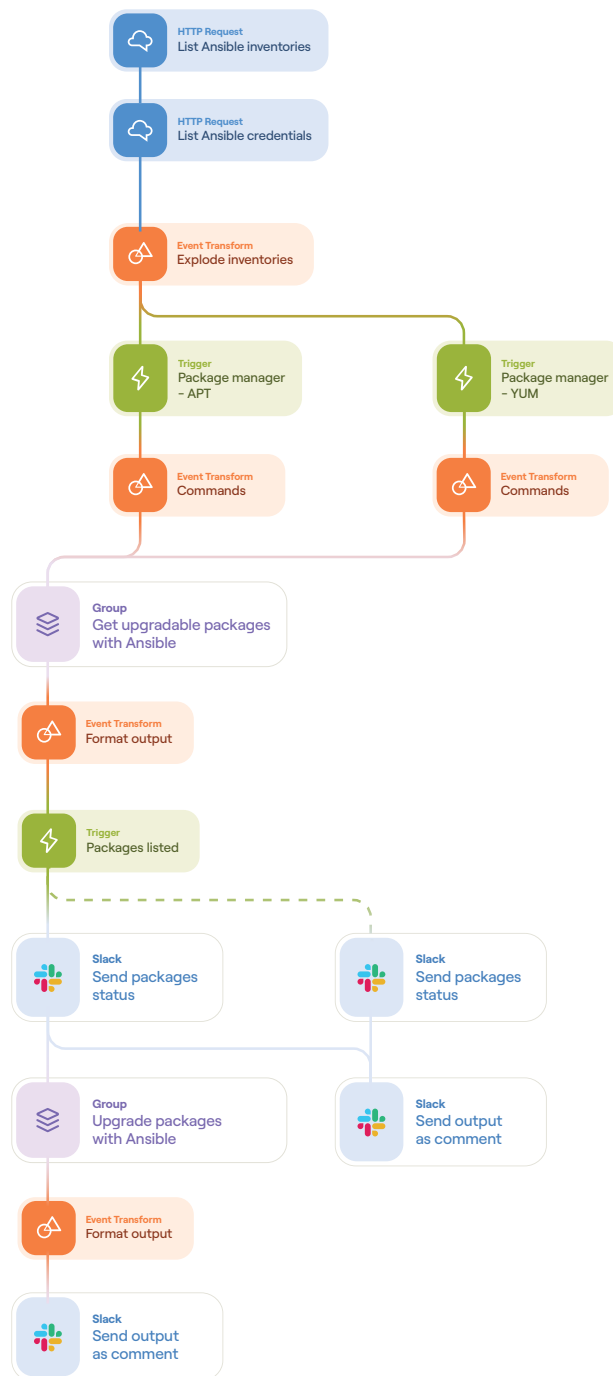 HTTP Request
List Ansible inventories
HTTP Request
List Ansible credentials
Event Transform
Explode inventories
Trigger
Package manager
- APT
Trigger
Package manager
- YUM
Event Transform
Commands
Event Transform
Commands
Group
Get upgradable packages
with Ansible
Event Transform
Format output
Trigger
Packages listed
Slack
Send packages
status
Slack
Send packages
status
Group
Upgrade packages
with Ansible
Slack
Send output
as comment
Event Transform
Format output
Slack
Send output
as comment